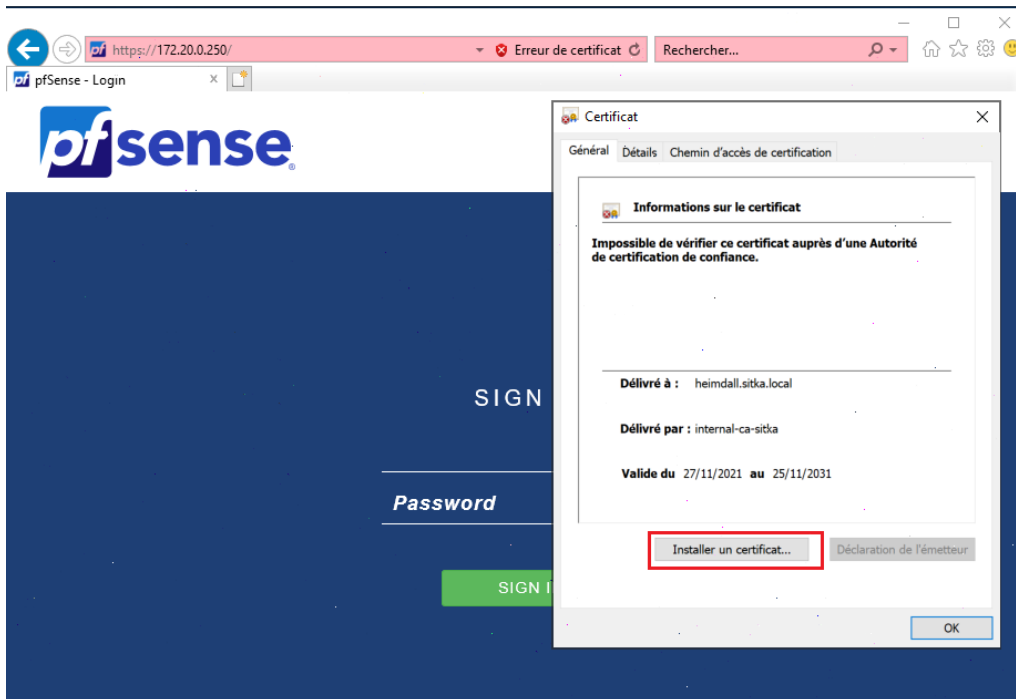 https://172.20.0.250/
Erreur de certificat
Rechercher...
pfSense - Login
pfsense
SIGN
Password
SIGN I
Certificat
Général
Détails
Chemin d'accès de certification
Informations sur le certificat
Impossible de vérifier ce certificat auprès d'une Autorité
de certification de confiance.
Délivré à : heimdall.sitka.local
Délivré par : internal-ca-sitka
Valide du 27/11/2021 au 25/11/2031
Installer un certificat...
Déclaration de l'émetteur
OK